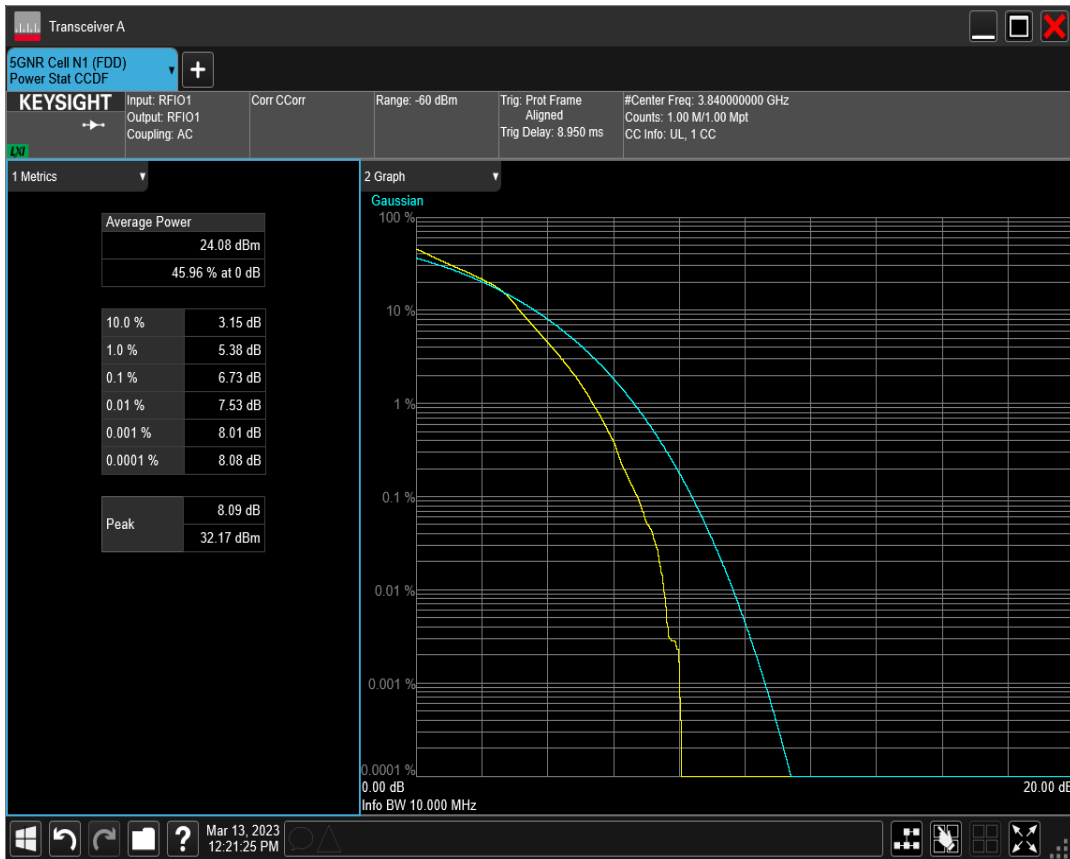 Transceiver A
5GNR Cell N1 (FDD)
Power Stat CCDF
+
KEYSIGHT
LXI
Input: RFIO1
Output: RFIO1
Coupling: AC
Corr CCorr
Range: -60 dBm
Trig: Prot Frame
Aligned
Trig Delay: 8.950 ms
#Center Freq: 3.840000000 GHz
Counts: 1.00 M/1.00 Mpt
CC Info: UL, 1 CC
1 Metrics
Average Power
24.08 dBm
45.96 % at 0 dB
10.0 % 3.15 dB
1.0 % 5.38 dB
0.1 % 6.73 dB
0.01 % 7.53 dB
0.001 % 8.01 dB
0.0001 % 8.08 dB
Peak 8.09 dB
32.17 dBm
2 Graph
Gaussian
100 %
10 %
1 %
0.1 %
0.01 %
0.001 %
0.0001 %
0.00 dB 20.00 dB
Info BW 10.000 MHz
?
Mar 13, 2023
12:21:25 PM